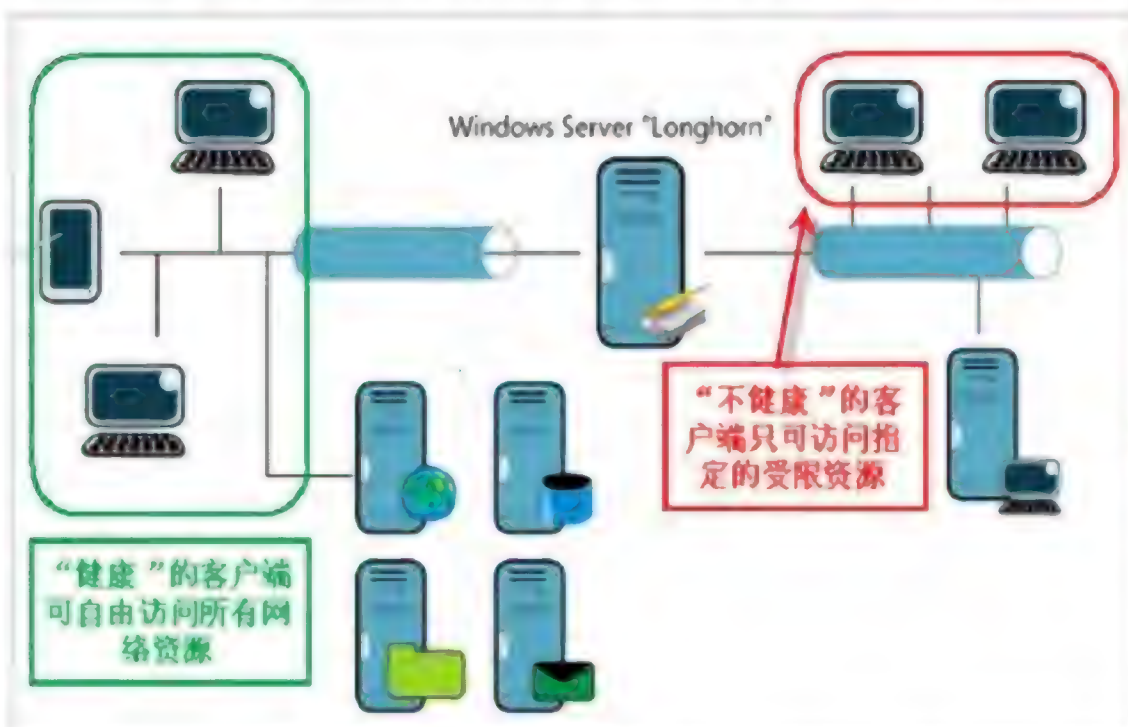 Windows Server "Longhorn"
“不健康”的客
户端只可访问指
定的受限资源
“健康”的客户端
可自由访问所有网
络资源